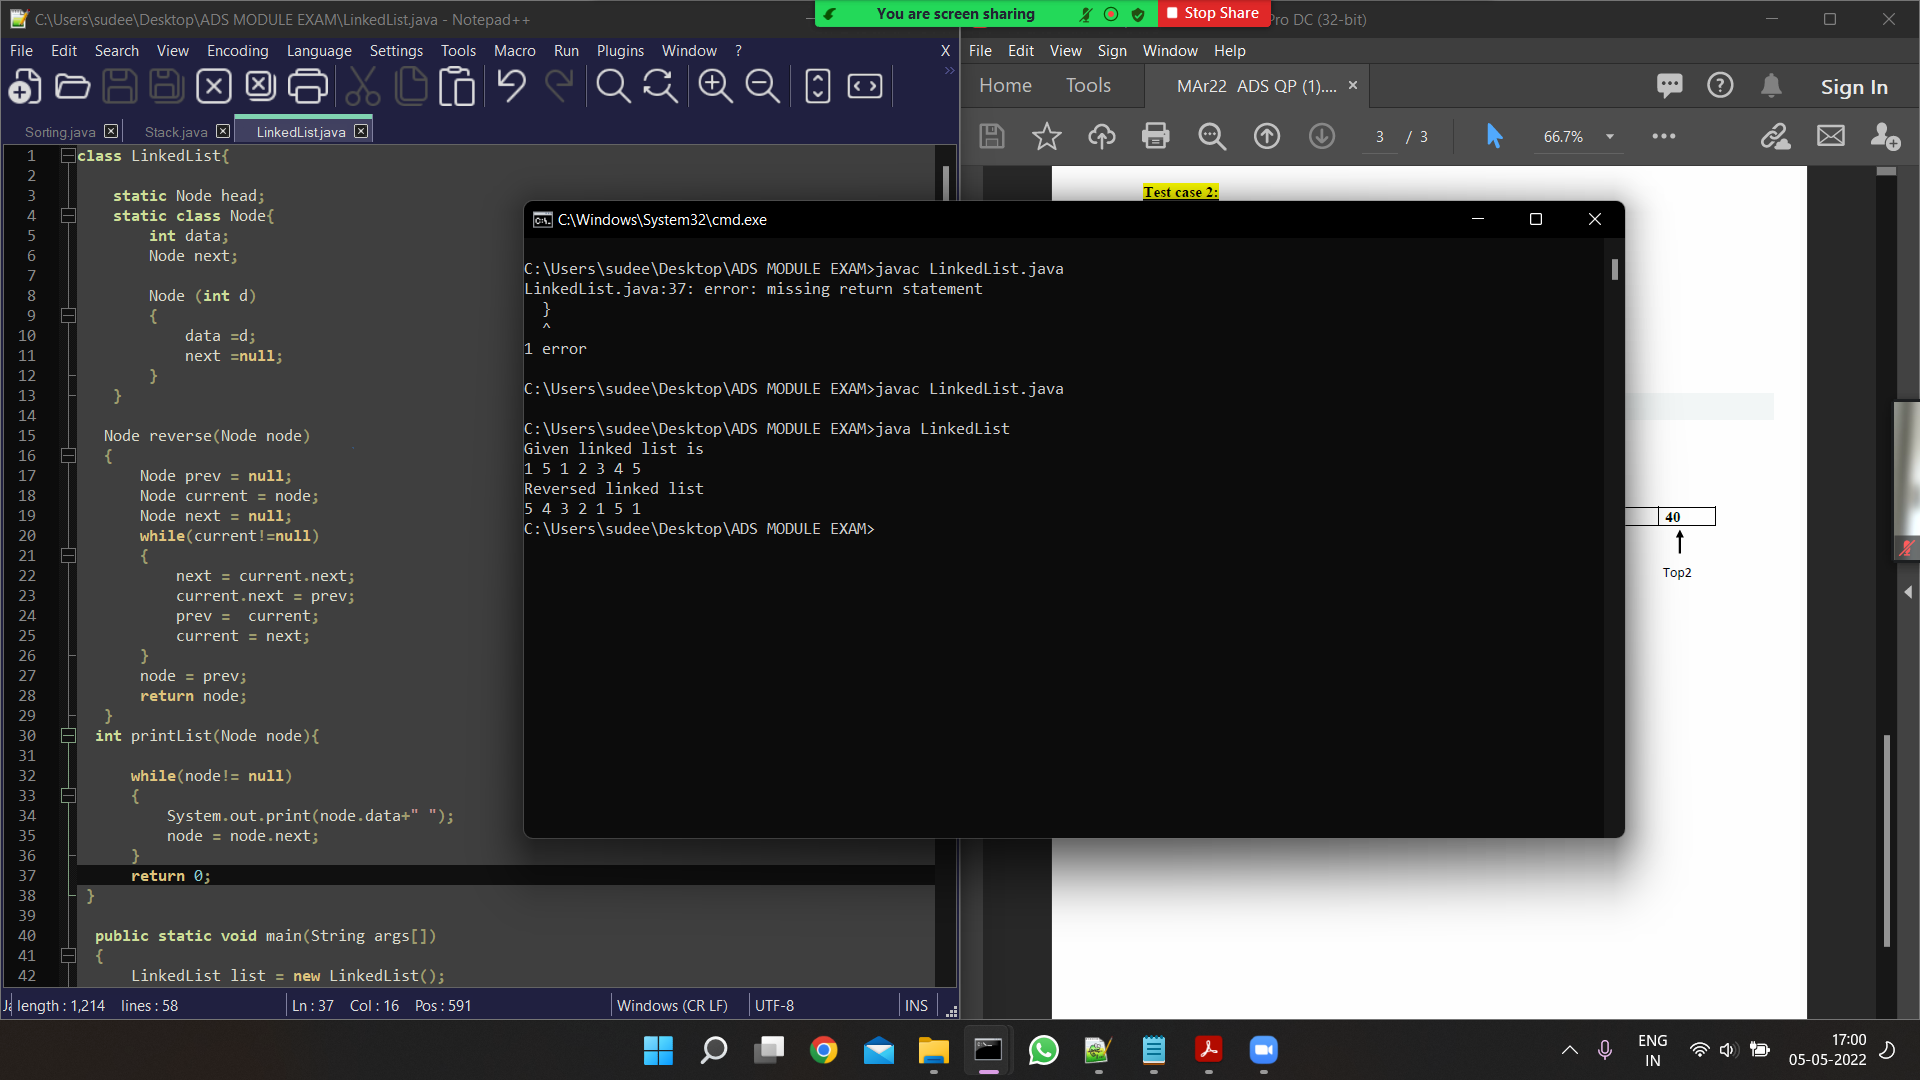 C:\Users\sudee\Desktop\ADS MODULE EXAM\LinkedList.java - Notepad++
You are screen sharing
Stop Share
Pro DC (32-bit)
File Edit Search View Encoding Language Settings Tools Macro Run Plugins Window ? X
File Edit View Sign Window Help
Home Tools MAr22 ADS QP (1).... × Sign In
Sorting.java Stack.java LinkedList.java
3 / 3 66.7%
1 class LinkedList{
2
3 static Node head;
4 static class Node{
5 int data;
6 Node next;
7
8 Node (int d)
9 {
10 data =d;
11 next =null;
12 }
13 }
14
15 Node reverse(Node node)
16 {
17 Node prev = null;
18 Node current = node;
19 Node next = null;
20 while(current!=null)
21 {
22 next = current.next;
23 current.next = prev;
24 prev =  current;
25 current = next;
26 }
27 node = prev;
28 return node;
29 }
30 int printList(Node node){
31
32 while(node!= null)
33 {
34 System.out.print(node.data+" ");
35 node = node.next;
36 }
37 return 0;
38 }
39
40 public static void main(String args[])
41 {
42 LinkedList list = new LinkedList();
length : 1,214 lines : 58 Ln : 37 Col : 16 Pos : 591 Windows (CR LF) UTF-8 INS
Test case 2:
C:\Windows\System32\cmd.exe
C:\Users\sudee\Desktop\ADS MODULE EXAM>javac LinkedList.java
LinkedList.java:37: error: missing return statement
}
^
1 error
C:\Users\sudee\Desktop\ADS MODULE EXAM>javac LinkedList.java
C:\Users\sudee\Desktop\ADS MODULE EXAM>java LinkedList
Given linked list is
1 5 1 2 3 4 5
Reversed linked list
5 4 3 2 1 5 1
C:\Users\sudee\Desktop\ADS MODULE EXAM>
40
Top2
ENG
IN
17:00
05-05-2022